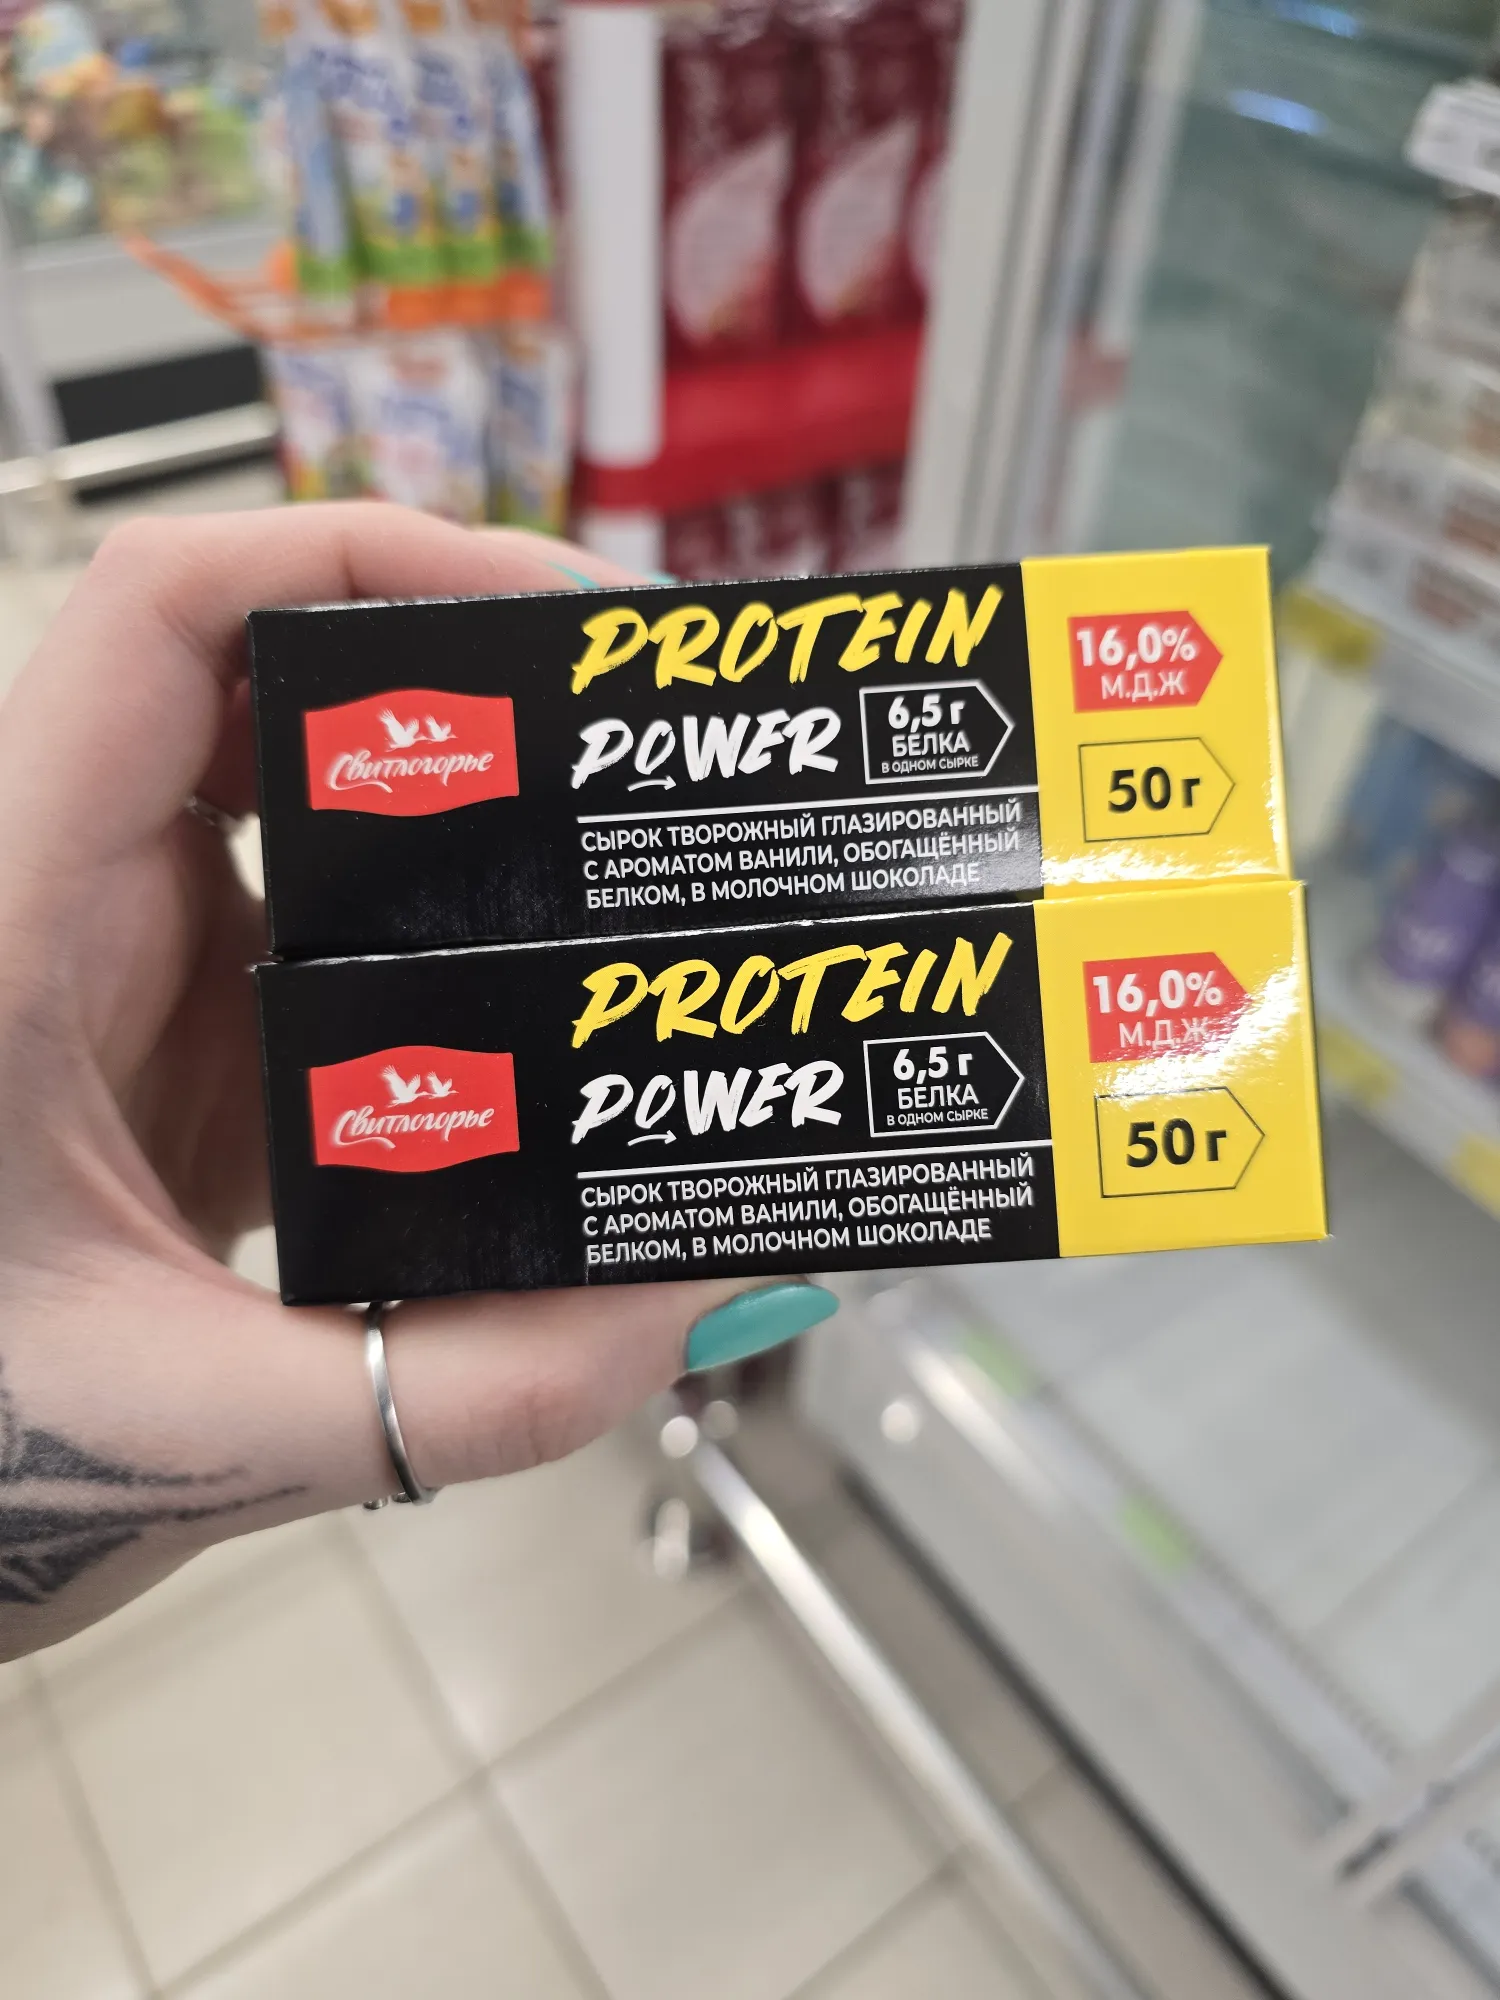 Свитлогорье
PROTEIN
POWER
6,5 г
БЕЛКА
В ОДНОМ СЫРКЕ
СЫРОК ТВОРОЖНЫЙ ГЛАЗИРОВАННЫЙ
С АРОМАТОМ ВАНИЛИ, ОБОГАЩЁННЫЙ
БЕЛКОМ, В МОЛОЧНОМ ШОКОЛАДЕ
16,0%
М.Д.Ж
50 г
Свитлогорье
PROTEIN
POWER
6,5 г
БЕЛКА
В ОДНОМ СЫРКЕ
СЫРОК ТВОРОЖНЫЙ ГЛАЗИРОВАННЫЙ
С АРОМАТОМ ВАНИЛИ, ОБОГАЩЁННЫЙ
БЕЛКОМ, В МОЛОЧНОМ ШОКОЛАДЕ
16,0%
М.Д.Ж
50 г